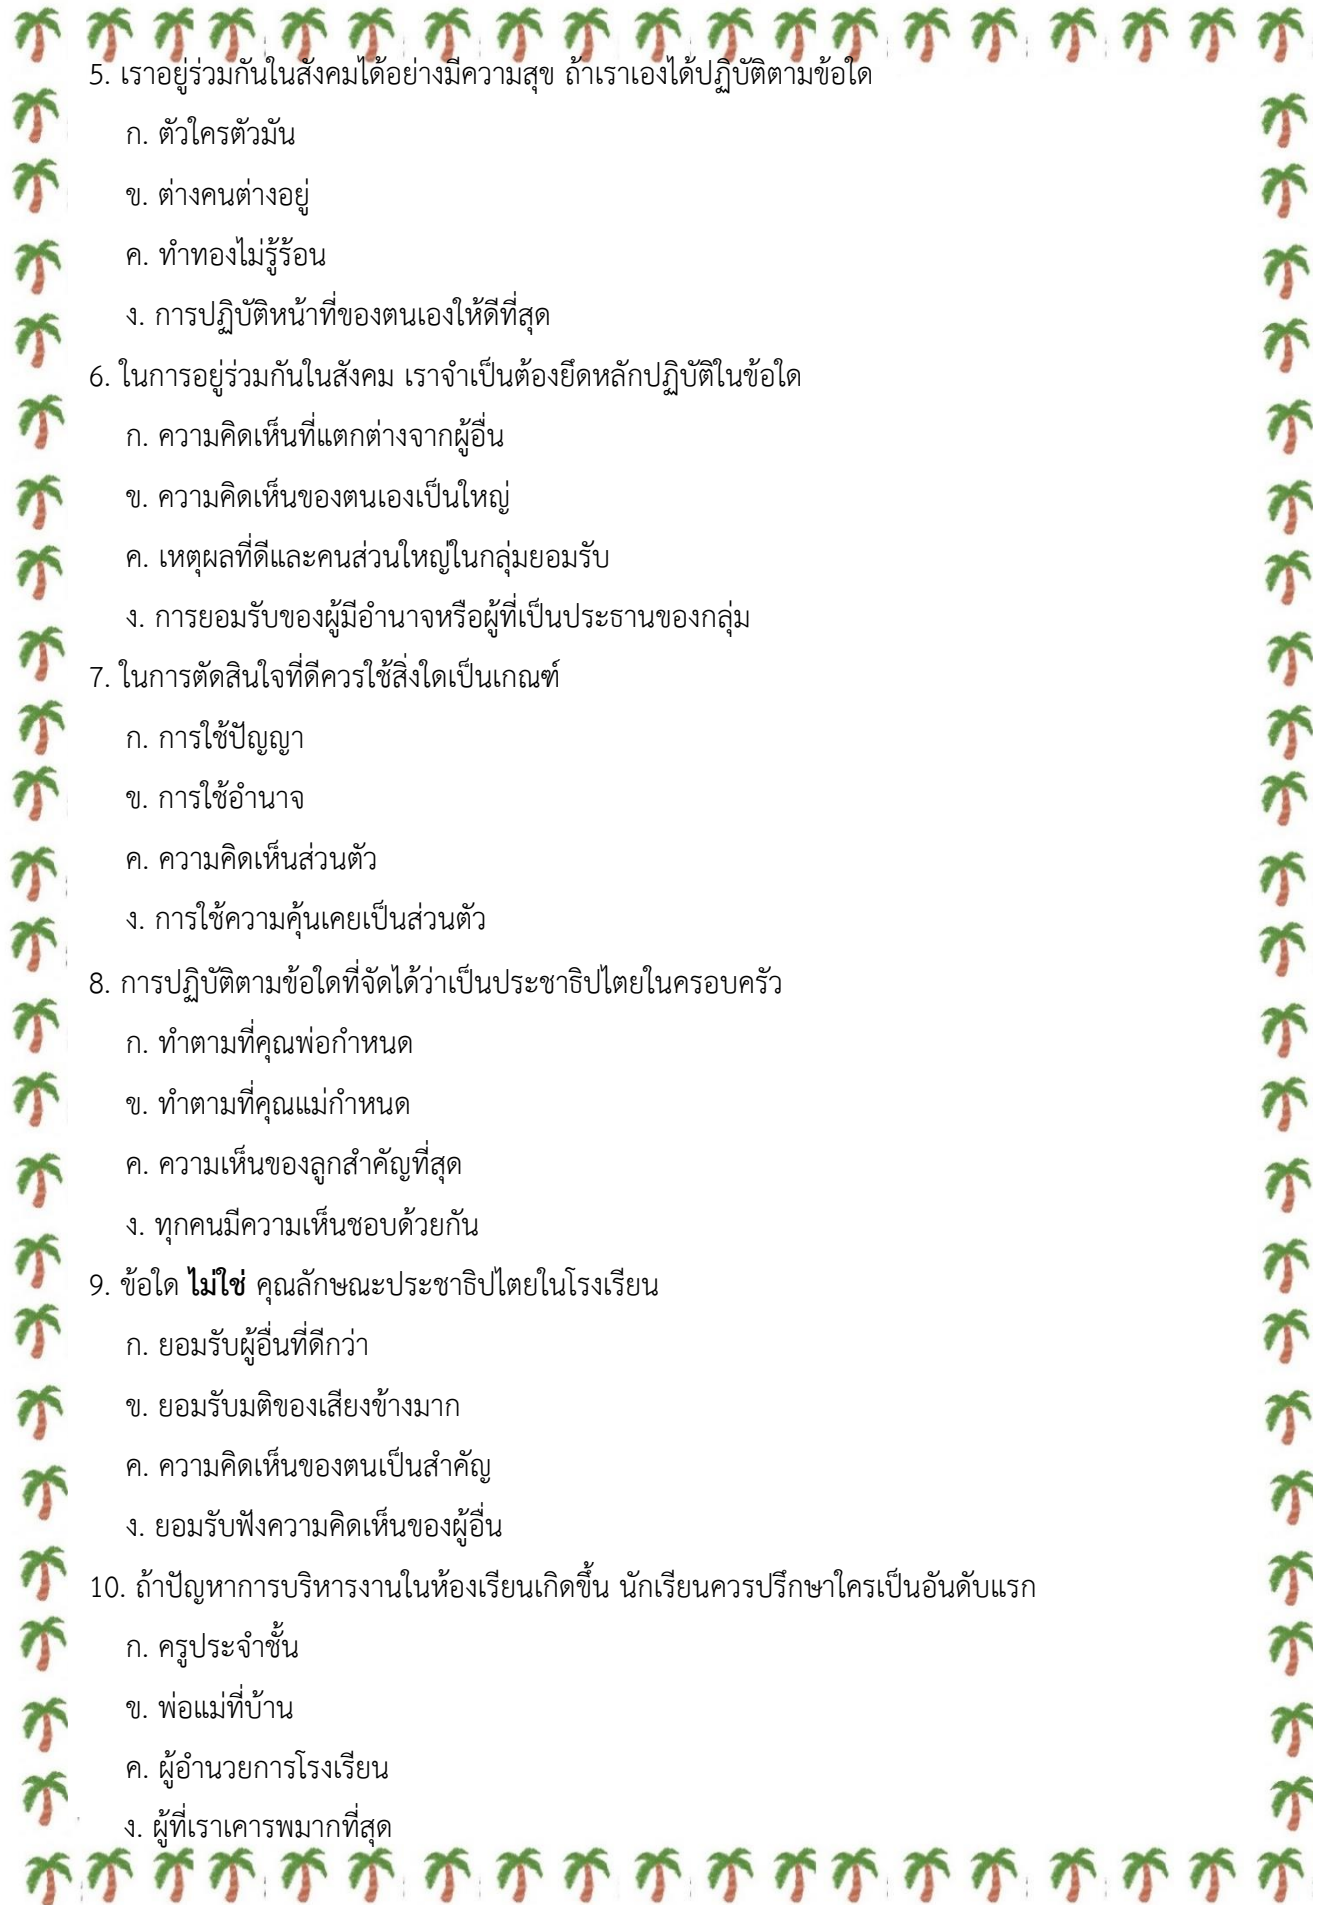 5. เราอยู่ร่วมกันในสังคมได้อย่างมีความสุข ถ้าเราเองได้ปฏิบัติตามข้อใด
ก. ตัวใครตัวมัน
ข. ต่างคนต่างอยู่
ค. ทำทองไม่รู้ร้อน
ง. การปฏิบัติหน้าที่ของตนเองให้ดีที่สุด
6. ในการอยู่ร่วมกันในสังคม เราจำเป็นต้องยึดหลักปฏิบัติในข้อใด
ก. ความคิดเห็นที่แตกต่างจากผู้อื่น
ข. ความคิดเห็นของตนเองเป็นใหญ่
ค. เหตุผลที่ดีและคนส่วนใหญ่ในกลุ่มยอมรับ
ง. การยอมรับของผู้มีอำนาจหรือผู้ที่เป็นประธานของกลุ่ม
7. ในการตัดสินใจที่ดีควรใช้สิ่งใดเป็นเกณฑ์
ก. การใช้ปัญญา
ข. การใช้อำนาจ
ค. ความคิดเห็นส่วนตัว
ง. การใช้ความคุ้นเคยเป็นส่วนตัว
8. การปฏิบัติตามข้อใดที่จัดได้ว่าเป็นประชาธิปไตยในครอบครัว
ก. ทำตามที่คุณพ่อกำหนด
ข. ทำตามที่คุณแม่กำหนด
ค. ความเห็นของลูกสำคัญที่สุด
ง. ทุกคนมีความเห็นชอบด้วยกัน
9. ข้อใด ไม่ใช่ คุณลักษณะประชาธิปไตยในโรงเรียน
ก. ยอมรับผู้อื่นที่ดีกว่า
ข. ยอมรับมติของเสียงข้างมาก
ค. ความคิดเห็นของตนเป็นสำคัญ
ง. ยอมรับฟังความคิดเห็นของผู้อื่น
10. ถ้าปัญหาการบริหารงานในห้องเรียนเกิดขึ้น นักเรียนควรปรึกษาใครเป็นอันดับแรก
ก. ครูประจำชั้น
ข. พ่อแม่ที่บ้าน
ค. ผู้อำนวยการโรงเรียน
ง. ผู้ที่เราเคารพมากที่สุด